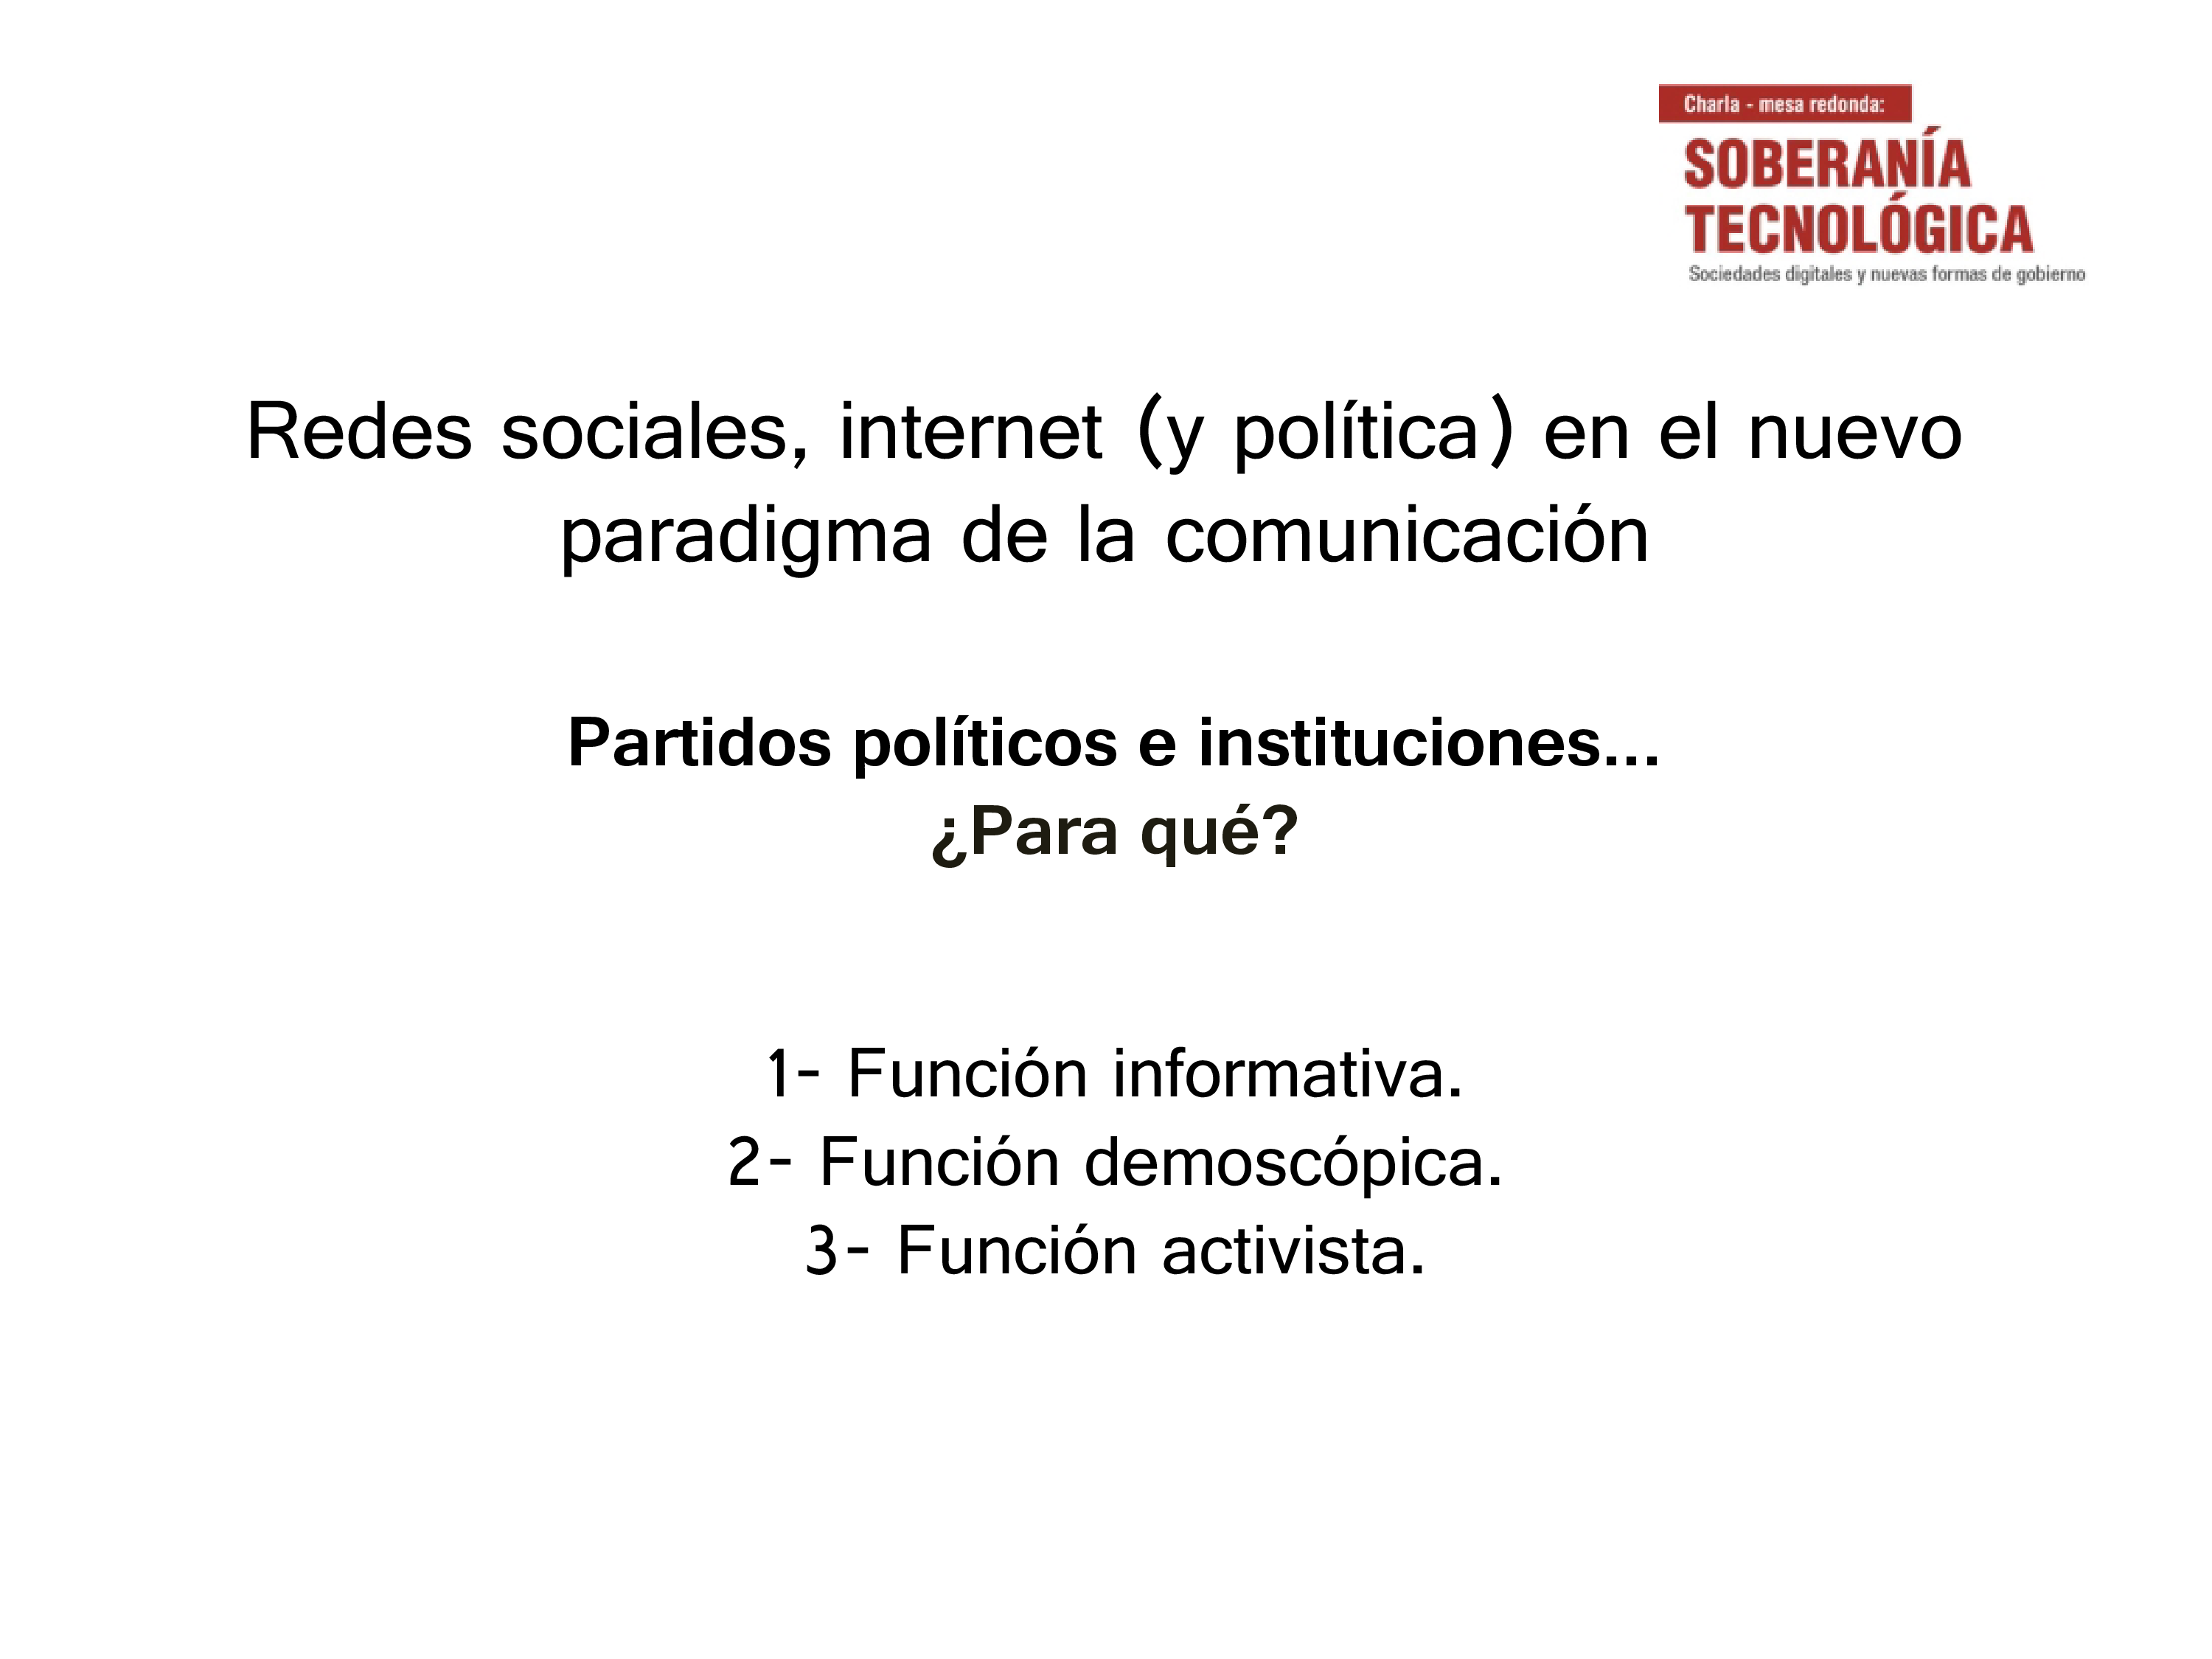 Charla - mesa redonda:
SOBERANÍA
TECNOLÓGICA
Sociedades digitales y nuevas formas de gobierno
Redes sociales, internet (y política) en el nuevo
paradigma de la comunicación
Partidos políticos e instituciones...
¿Para qué?
1- Función informativa.
2- Función demoscópica.
3- Función activista.